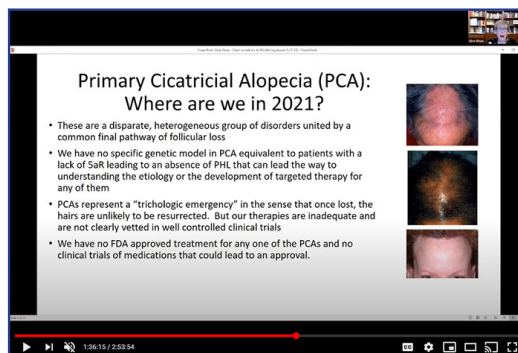 Primary Cicatricial Alopecia (PCA):
Where are we in 2021?
• These are a disparate, heterogeneous group of disorders united by a
common final pathway of follicular loss
• We have no specific genetic model in PCA equivalent to patients with a
lack of 5aR leading to an absence of PHL that can lead the way to
understanding the etiology or the development of targeted therapy for
any of them
• PCAs represent a “trichologic emergency” in the sense that once lost, the
hairs are unlikely to be resurrected. But our therapies are inadequate and
are not clearly vetted in well controlled clinical trials
• We have no FDA approved treatment for any one of the PCAs and no
clinical trials of medications that could lead to an approval.
1:36:15 / 2:53:54
CC